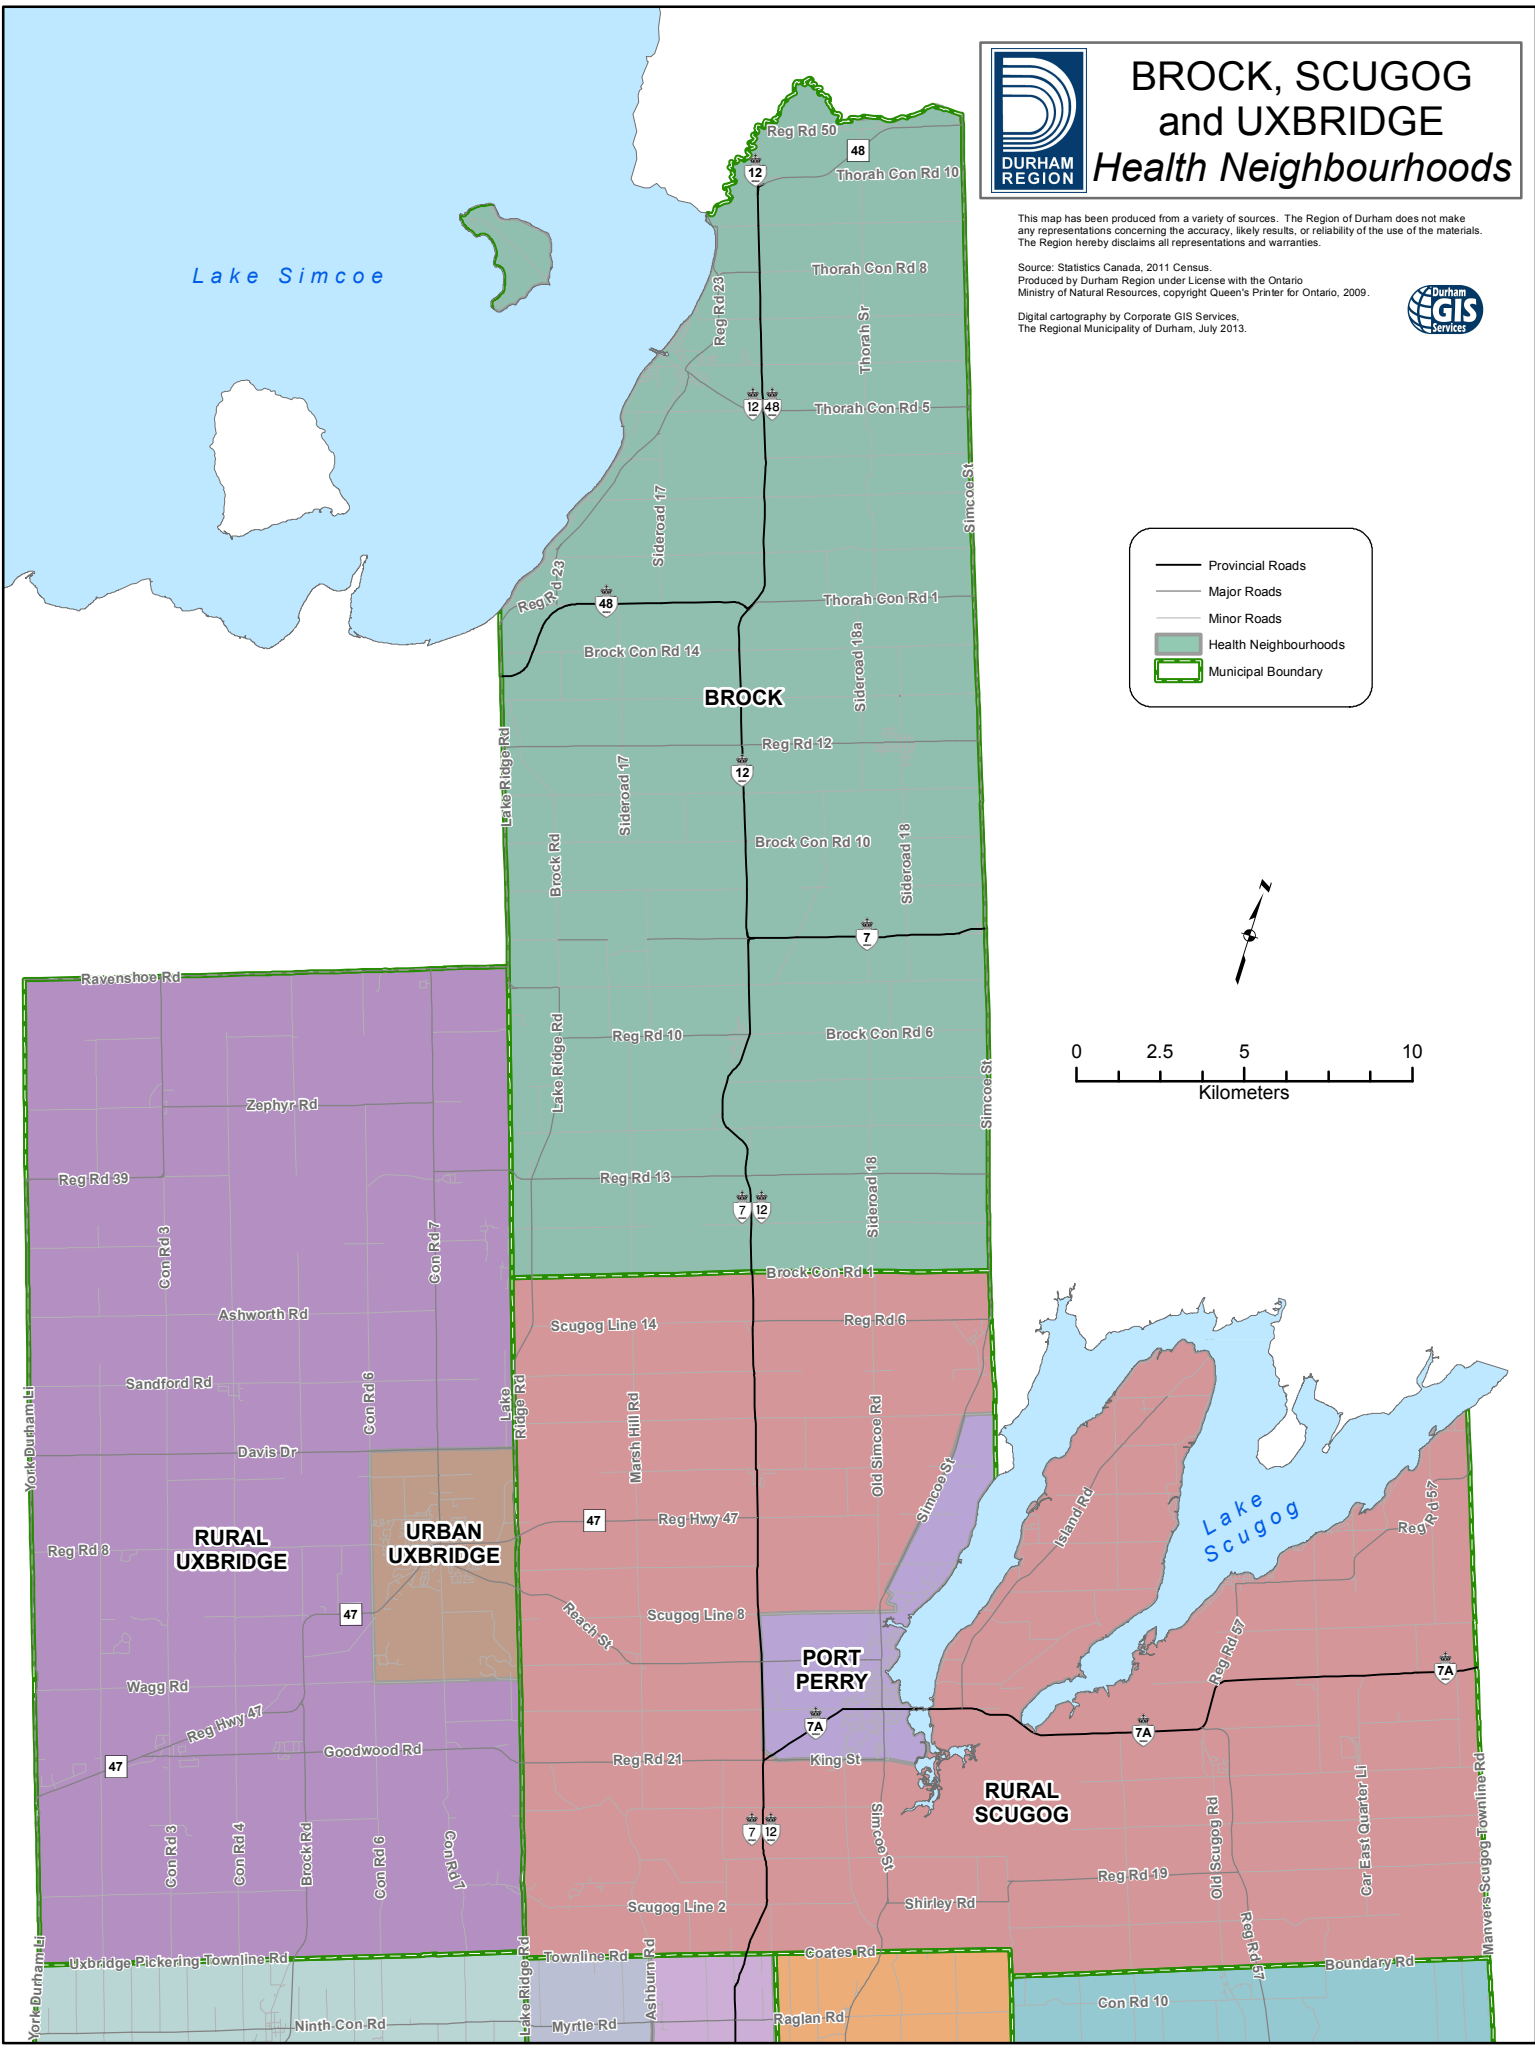 BROCK, SCUGOG
and UXBRIDGE
Health Neighbourhoods
DURHAM
REGION
This map has been produced from a variety of sources. The Region of Durham does not make
any representations concerning the accuracy, likely results, or reliability of the use of the materials.
The Region hereby disclaims all representations and warranties.
Source: Statistics Canada, 2011 Census.
Produced by Durham Region under License with the Ontario
Ministry of Natural Resources, copyright Queen's Printer for Ontario, 2009.
Digital cartography by Corporate GIS Services,
The Regional Municipality of Durham, July 2013.
Durham
GIS
Services
Reg Rd 50
48
12
Thorah Con Rd 10
Lake Simcoe
Thorah Con Rd 8
Reg Rd 23
Thorah Sr
12 48
Thorah Con Rd 5
Simcoe St
Sideroad 17
Provincial Roads
Major Roads
Minor Roads
Health Neighbourhoods
Municipal Boundary
Reg Rd 23
48
Thorah Con Rd 1
Brock Con Rd 14
Sideroad 18a
BROCK
Reg Rd 12
Lake Ridge Rd
12
Sideroad 17
Brock Con Rd 10
Brock Rd
Sideroad 18
7
N
Ravenshoe Rd
Reg Rd 10
Brock Con Rd 6
Lake Ridge Rd
Simcoe St
0 2.5 5 10
Kilometers
Zephyr Rd
Reg Rd 39
Reg Rd 13
Sideroad 18
7 12
Con Rd 3
Con Rd 7
Brock Con Rd 1
Ashworth Rd
Scugog Line 14
Reg Rd 6
Sandford Rd
Con Rd 6
Lake
Ridge Rd
Marsh Hill Rd
Old Simcoe Rd
York Durham Li
Davis Dr
Simcoe St
Island Rd
Lake
Scugog
Reg Rd 57
47
Reg Hwy 47
RURAL
UXBRIDGE
URBAN
UXBRIDGE
Reg Rd 8
47
Reach St
Scugog Line 8
PORT
PERRY
Reg Rd 57
7A
Wagg Rd
Reg Hwy 47
7A
7A
Goodwood Rd
47
Reg Rd 21
King St
RURAL
SCUGOG
7 12
Simcoe St
Con Rd 3
Con Rd 4
Brock Rd
Con Rd 6
Con Rd 7
Old Scugog Rd
Car East Quarter Li
Manvers Scugog Townline Rd
Reg Rd 19
Scugog Line 2
Shirley Rd
Reg Rd 57
York Durham Li
Uxbridge Pickering Townline Rd
Lake Ridge Rd
Townline Rd
Ashburn Rd
Coates Rd
Boundary Rd
Con Rd 10
Ninth Con Rd
Myrtle Rd
Raglan Rd